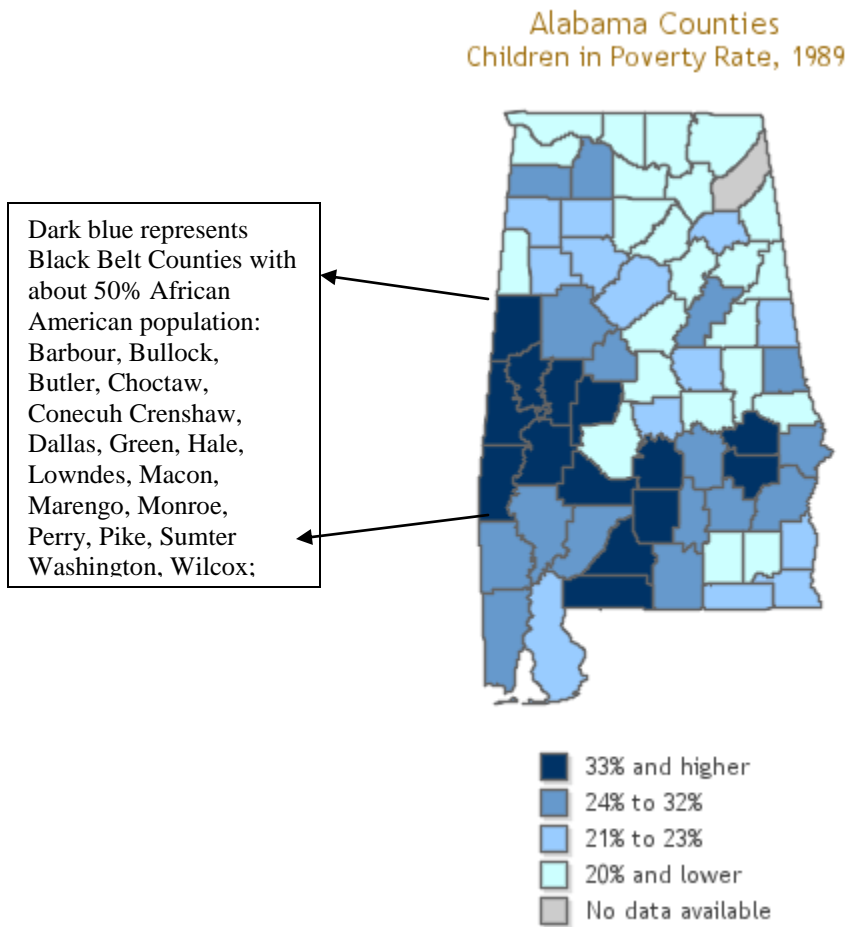 Alabama Counties
Children in Poverty Rate, 1989
Dark blue represents
Black Belt Counties with
about 50% African
American population:
Barbour, Bullock,
Butler, Choctaw,
Conecuh Crenshaw,
Dallas, Green, Hale,
Lowndes, Macon,
Marengo, Monroe,
Perry, Pike, Sumter
Washington, Wilcox;
33% and higher
24% to 32%
21% to 23%
20% and lower
No data available